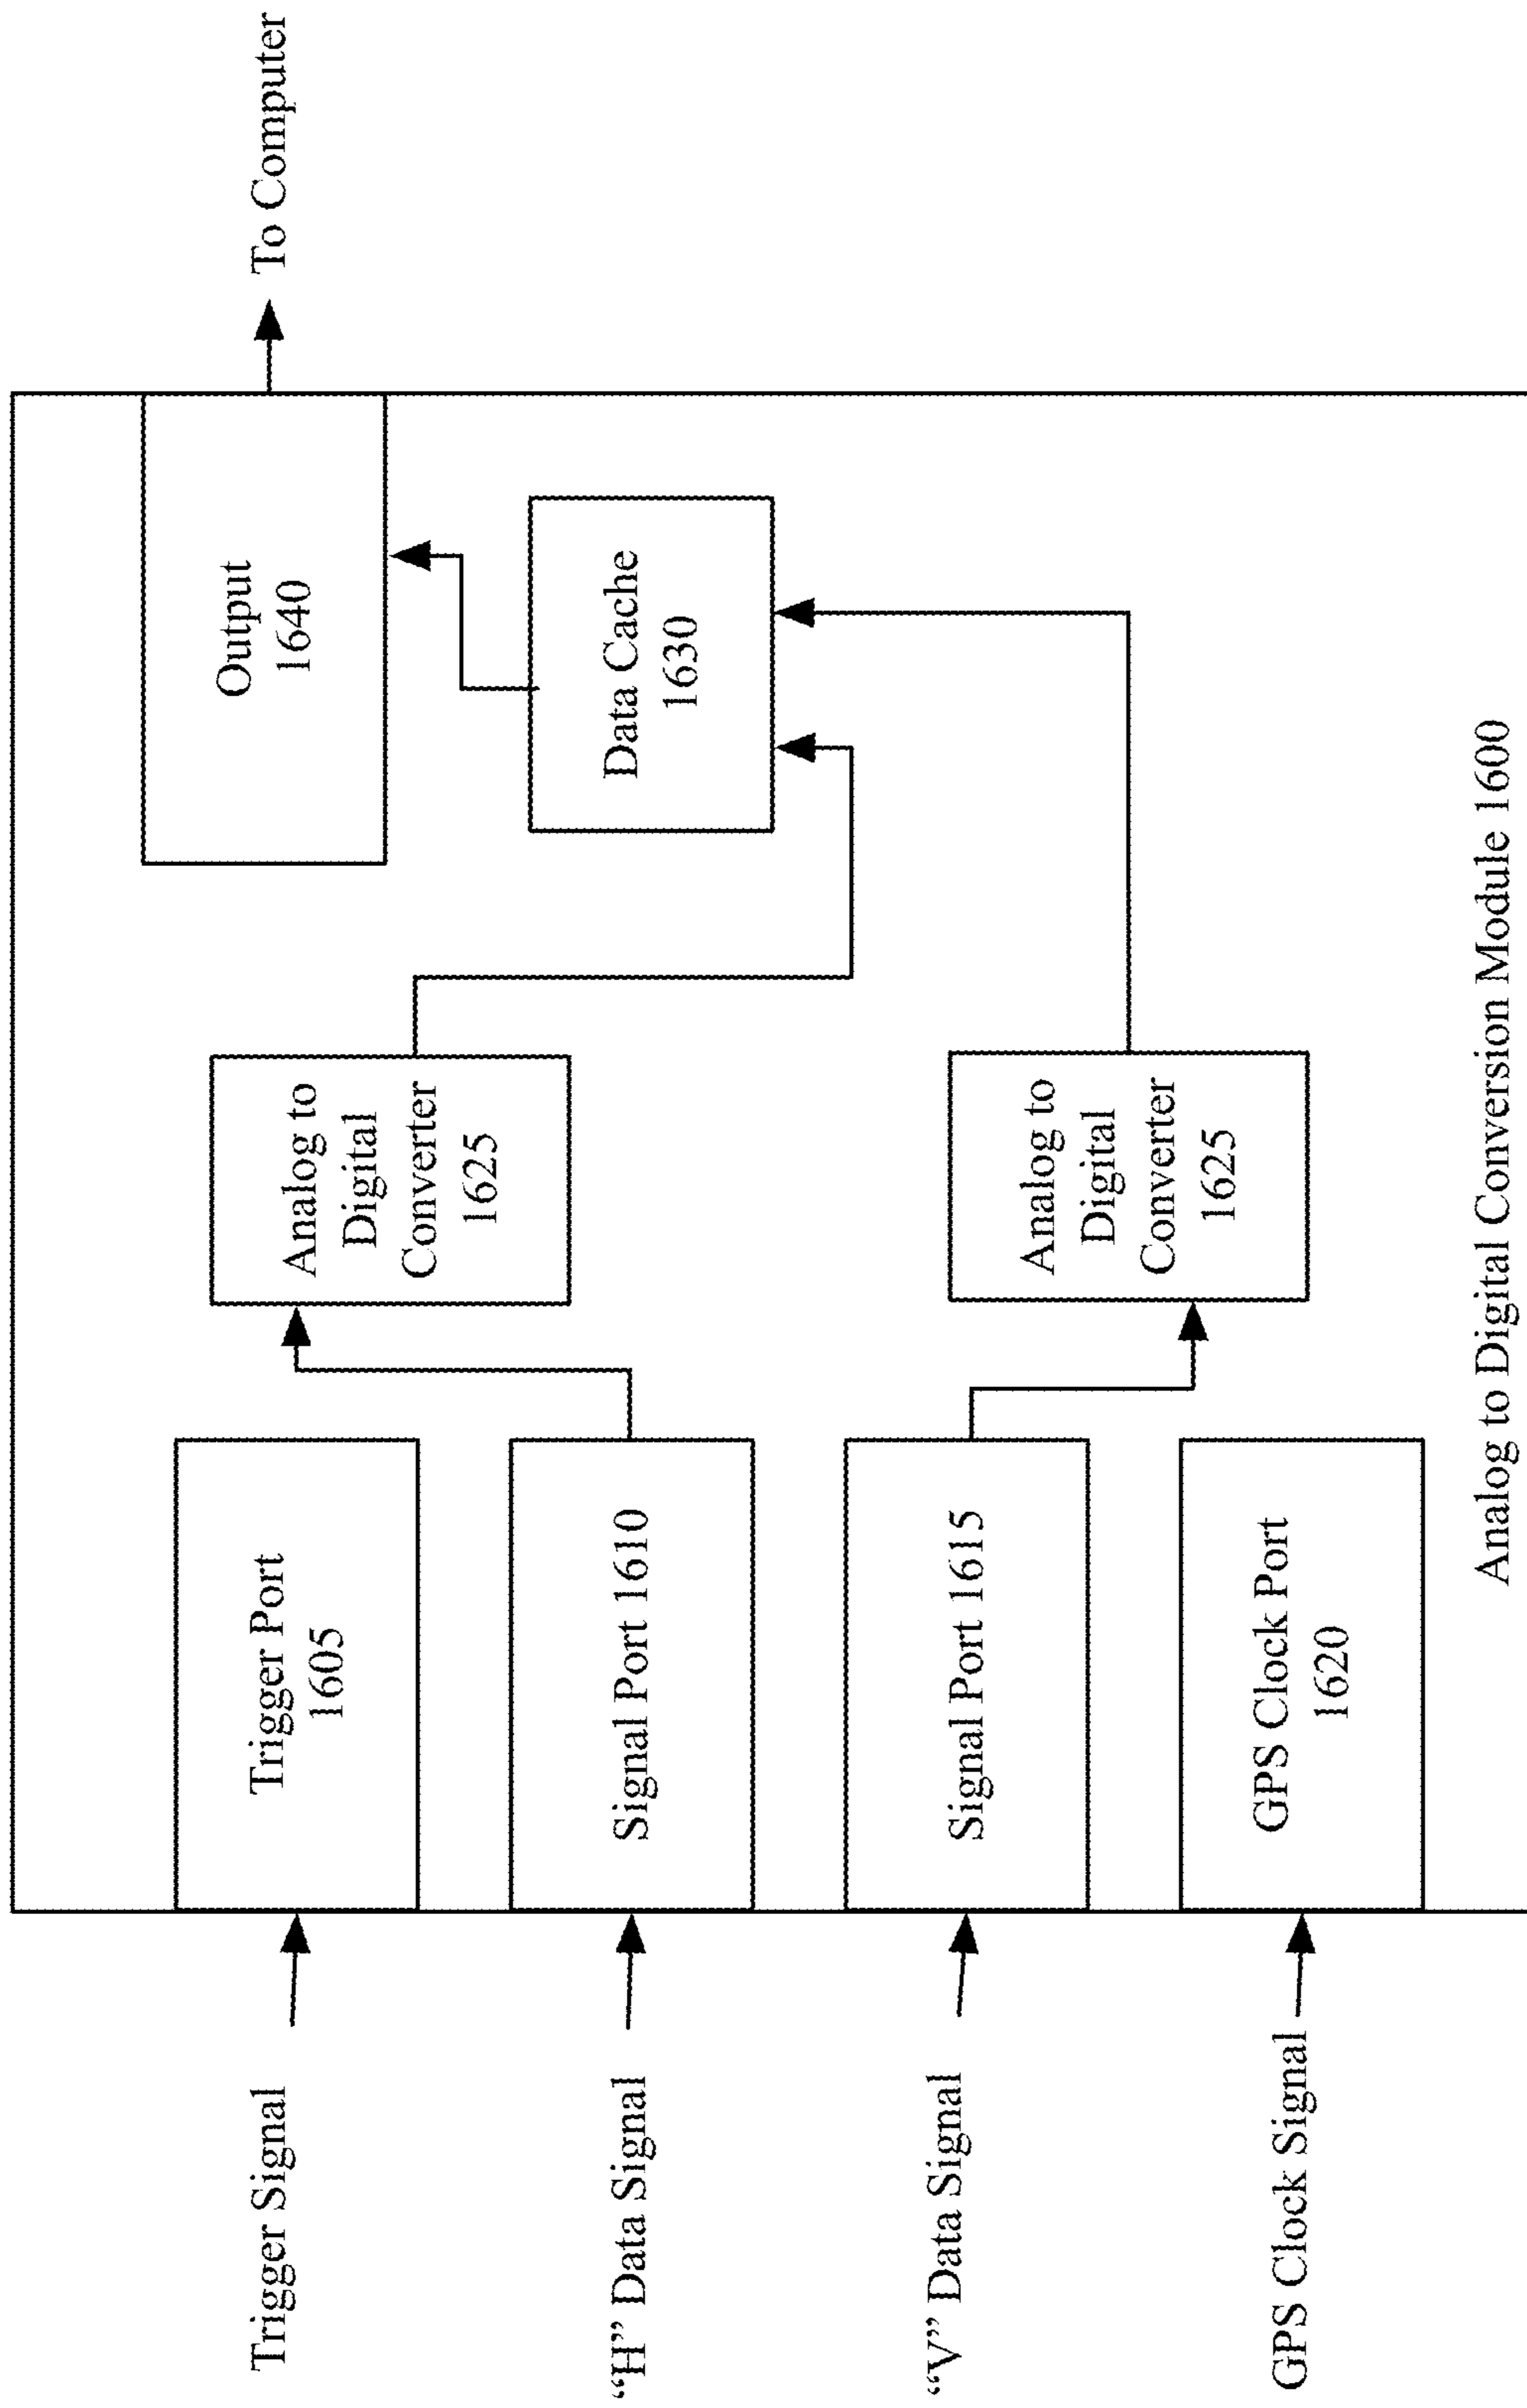 Trigger Signal
“H” Data Signal
“V” Data Signal
GPS Clock Signal
Trigger Port
1605
Signal Port 1610
Signal Port 1615
GPS Clock Port
1620
Analog to
Digital
Converter
1625
Analog to
Digital
Converter
1625
Output
1640
Data Cache
1630
To Computer
Analog to Digital Conversion Module 1600